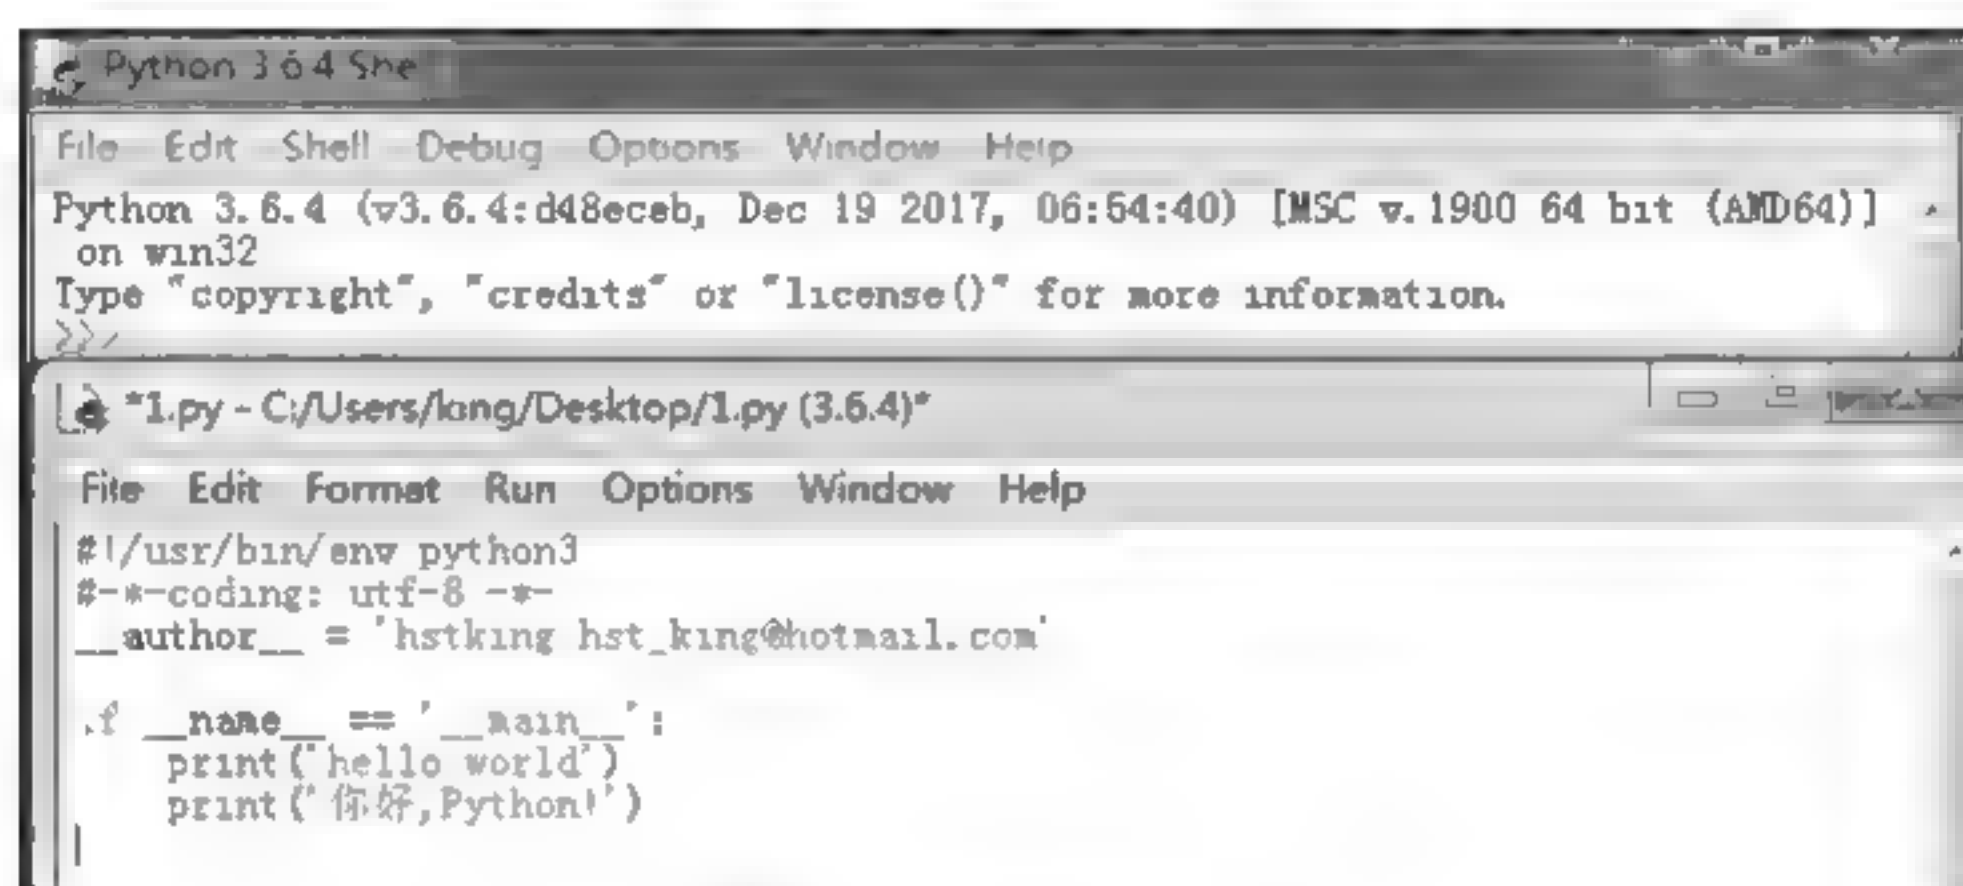 Python 3.6.4 She
File Edit Shell Debug Options Window Help
Python 3.6.4 (v3.6.4:d48eceb, Dec 19 2017, 06:54:40) [MSC v.1900 64 bit (AMD64)]
on win32
Type "copyright", "credits" or "license()" for more information.
>>>
*1.py - C:/Users/king/Desktop/1.py (3.6.4)*
File Edit Format Run Options Window Help
#!/usr/bin/env python3
#-*-coding: utf-8 -*-
__author__ = 'hstking hst_king@hotmail.com'
if __name__ == '__main__':
    print('hello world')
    print('你好,Python!')